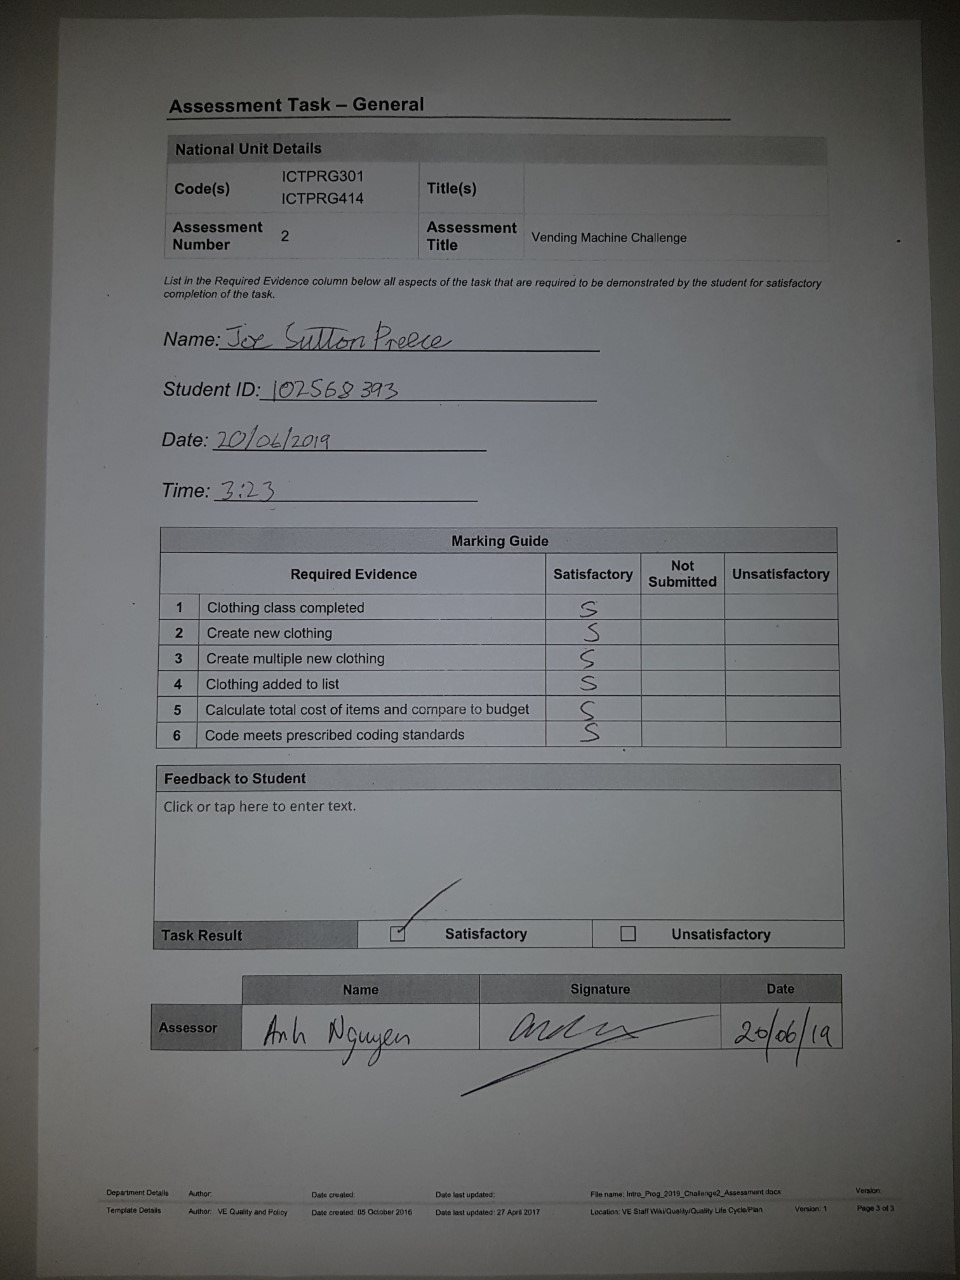 Assessment Task – General
National Unit Details
Code(s) ICTPRG301 ICTPRG414 Title(s)
Assessment Number 2 Assessment Title Vending Machine Challenge
List in the Required Evidence column below all aspects of the task that are required to be demonstrated by the student for satisfactory
completion of the task.
Name: Joe Sutton Preece
Student ID: 102568393
Date: 20/06/2019
Time: 3:23
Marking Guide
Required Evidence Satisfactory Not Submitted Unsatisfactory
1 Clothing class completed S
2 Create new clothing S
3 Create multiple new clothing S
4 Clothing added to list S
5 Calculate total cost of items and compare to budget S
6 Code meets prescribed coding standards S
Feedback to Student
Click or tap here to enter text.
Task Result Satisfactory Unsatisfactory
Name Signature Date
Assessor Anh Nguyen 20/06/19
Department Details Author: Date created: Date last updated: File name: Intro_Prog_2019_Challenge2_Assessment.docx Version:
Template Details Author: VE Quality and Policy Date created: 05 October 2016 Date last updated: 27 April 2017 Location: VE Staff Wiki/Quality/Quality Life Cycle/Plan Version: 1 Page 3 of 3